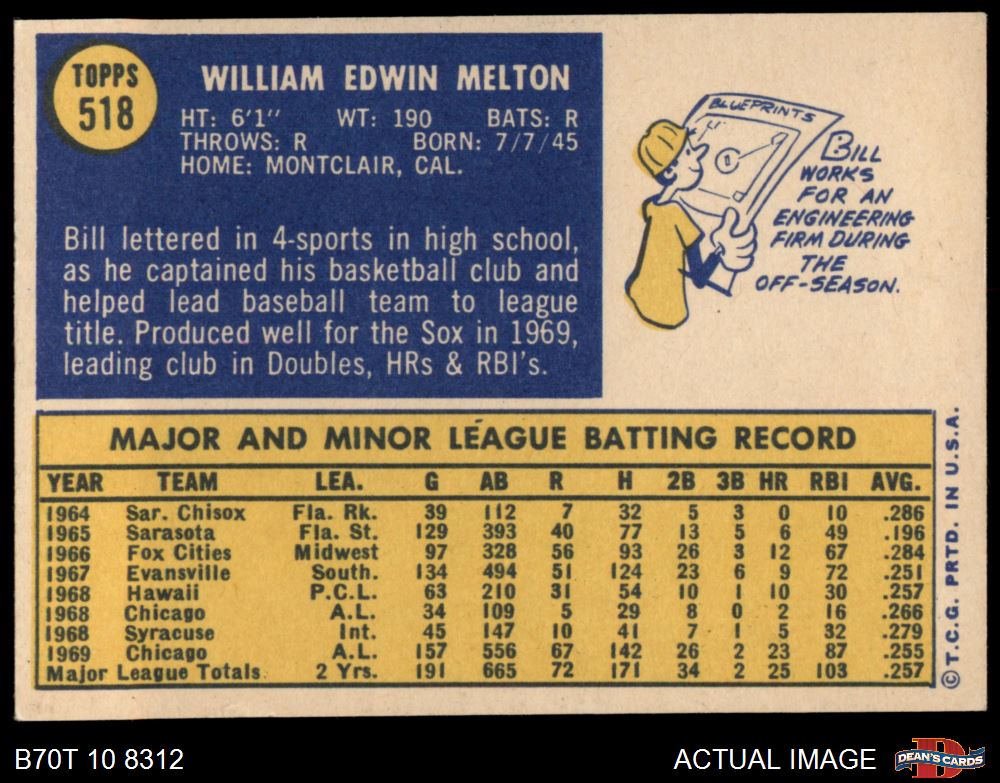 TOPPS
518
WILLIAM EDWIN MELTON
HT: 6'1" WT: 190 BATS: R
THROWS: R BORN: 7/7/45
HOME: MONTCLAIR, CAL.
Bill lettered in 4-sports in high school,
as he captained his basketball club and
helped lead baseball team to league
title. Produced well for the Sox in 1969,
leading club in Doubles, HRs & RBI's.
BLUEPRINTS
BILL
WORKS
FOR AN
ENGINEERING
FIRM DURING
THE
OFF-SEASON.
MAJOR AND MINOR LEAGUE BATTING RECORD
YEAR TEAM LEA. G AB R H 2B 3B HR RBI AVG.
1964 Sar. Chisox Fla. Rk. 39 112 7 32 5 3 0 10 .286
1965 Sarasota Fla. St. 129 393 40 77 13 5 6 49 .196
1966 Fox Cities Midwest 97 328 56 93 26 3 12 67 .284
1967 Evansville South. 134 494 51 124 23 6 9 72 .251
1968 Hawaii P.C.L. 63 210 31 54 10 1 10 30 .257
1968 Chicago A.L. 34 109 5 29 8 0 2 16 .266
1968 Syracuse Int. 45 147 10 41 7 1 5 32 .279
1969 Chicago A.L. 157 556 67 142 26 2 23 87 .255
Major League Totals 2 Yrs. 191 665 72 171 34 2 25 103 .257
©T.C.G. PRTD. IN U.S.A.
B70T 10 8312
ACTUAL IMAGE
D
DEAN'S CARDS